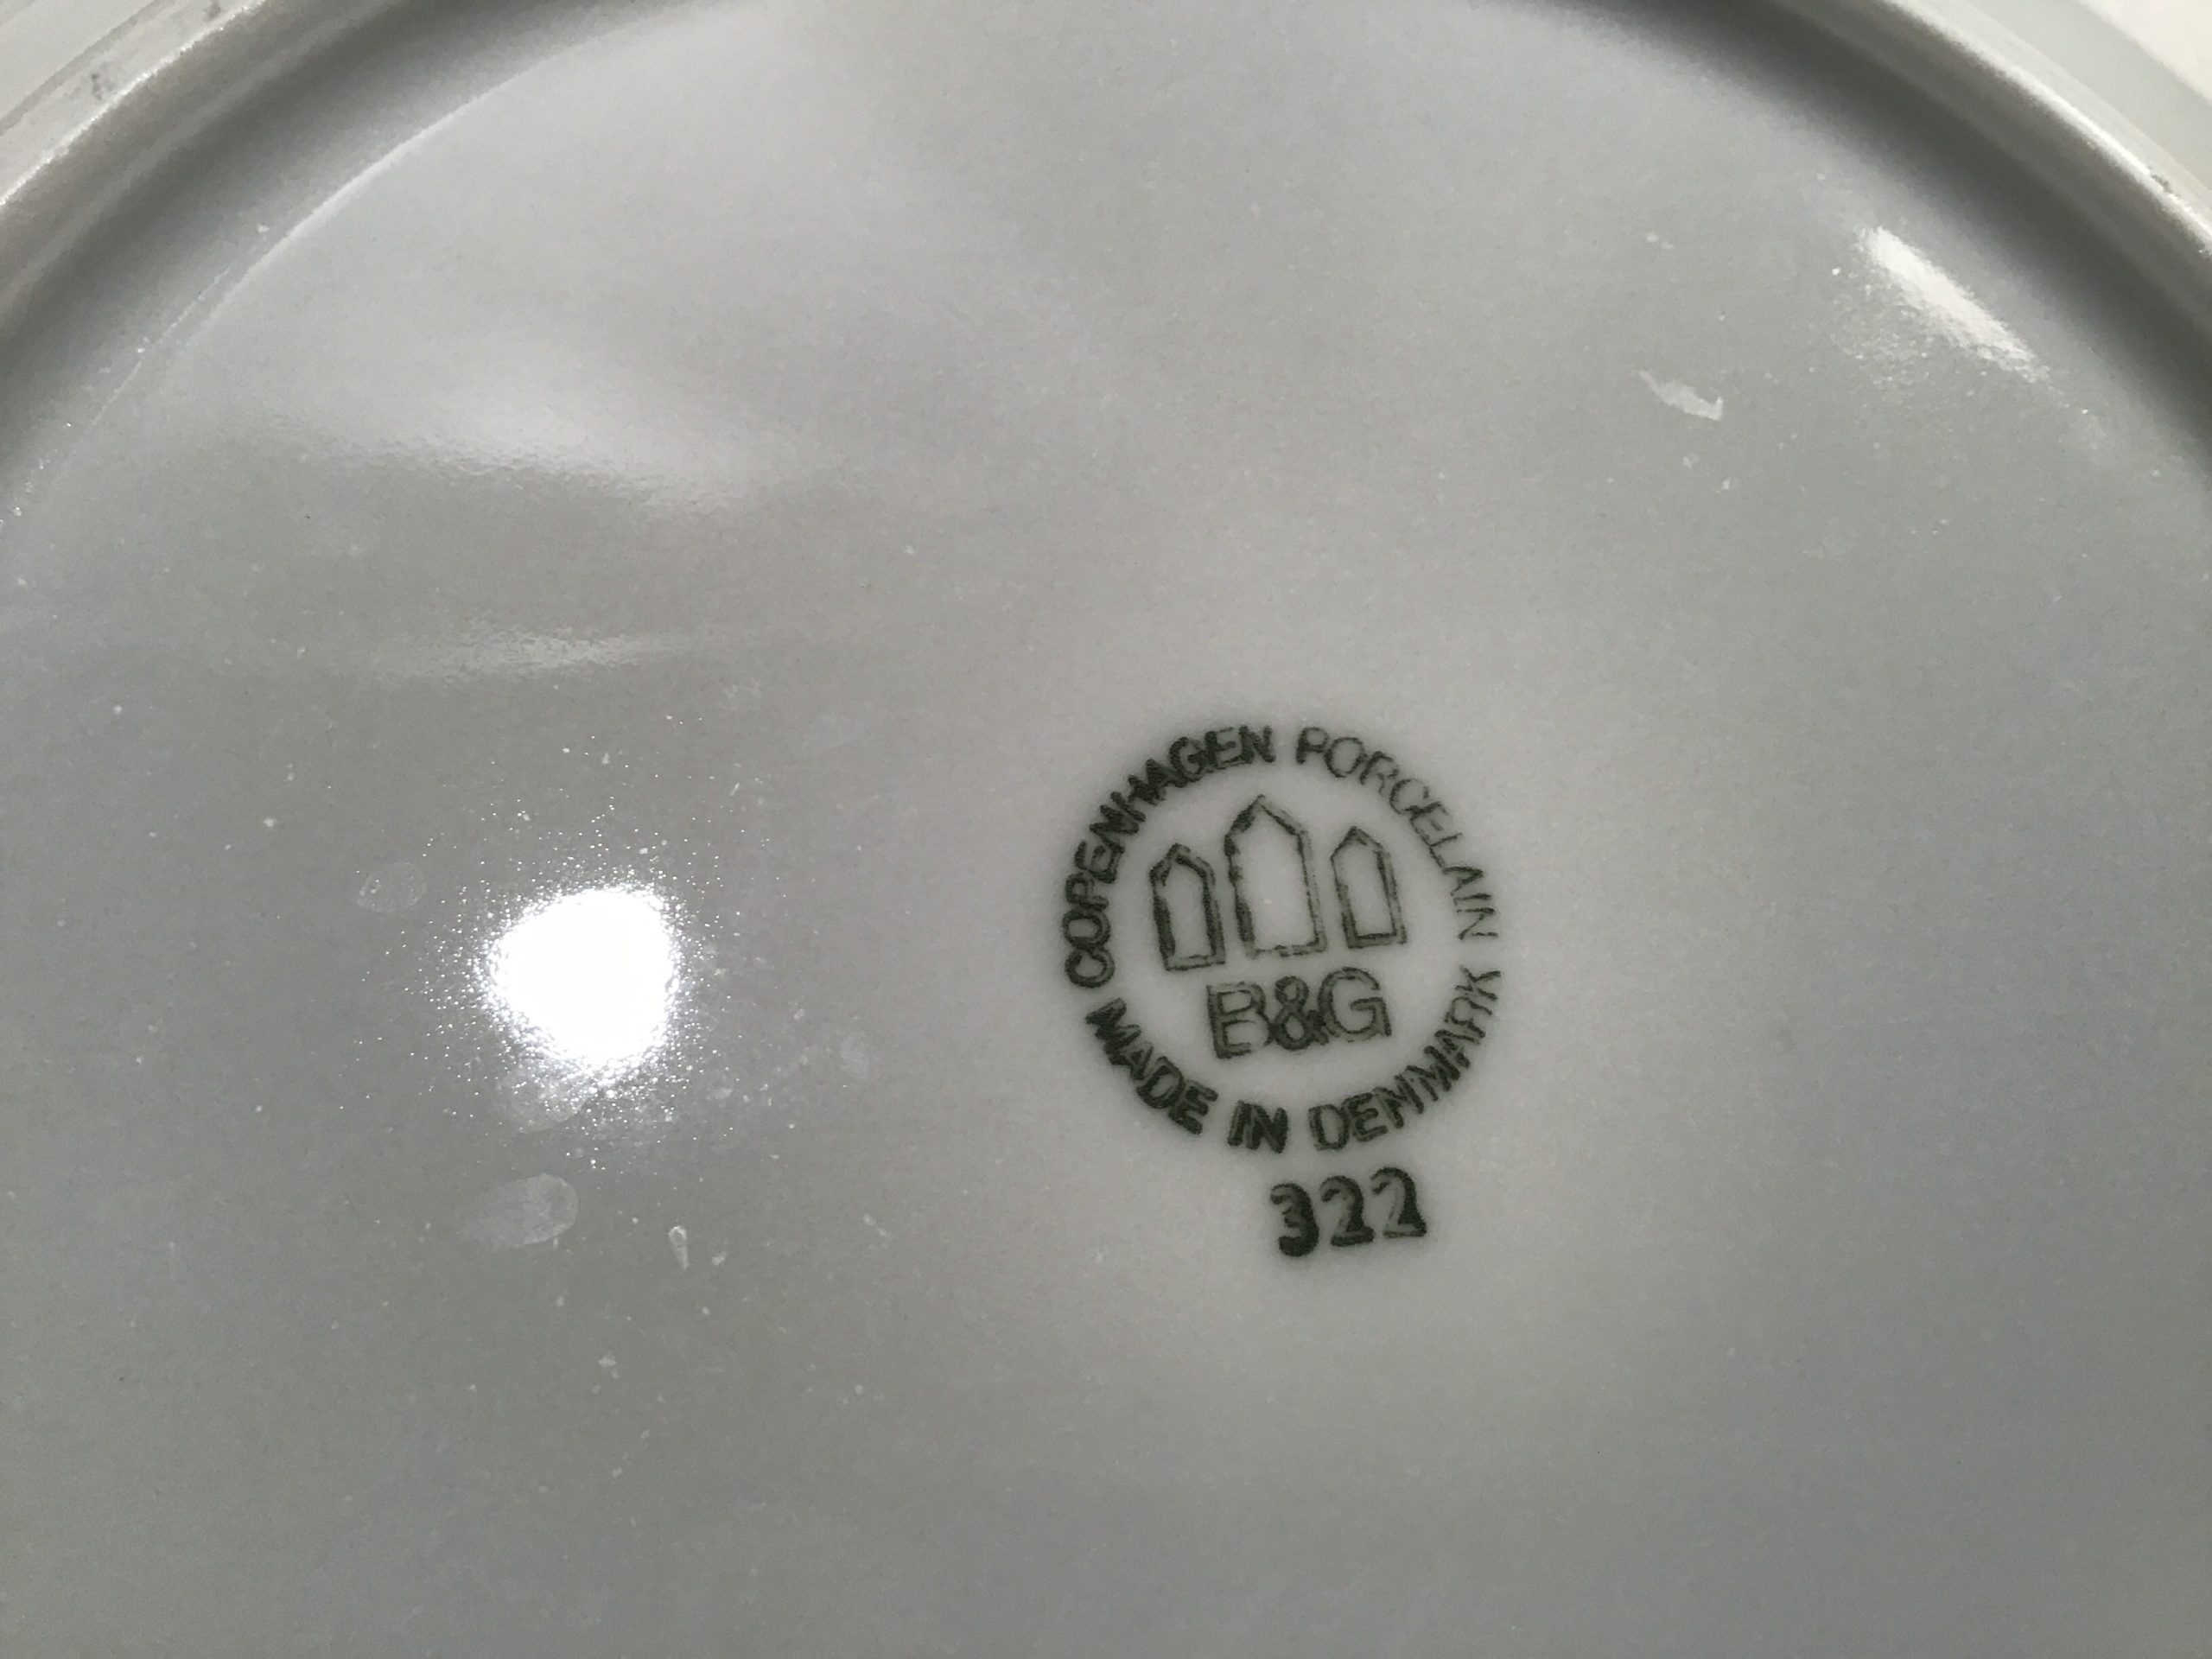 COPENHAGEN PORCELAIN
B&G
MADE IN DENMARK
322